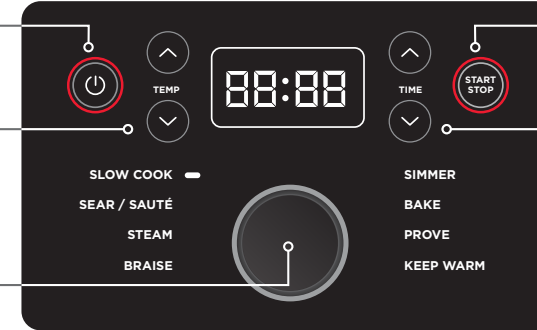 TEMP
88:88
TIME
START
STOP
SLOW COOK
SEAR / SAUTÉ
STEAM
BRAISE
SIMMER
BAKE
PROVE
KEEP WARM